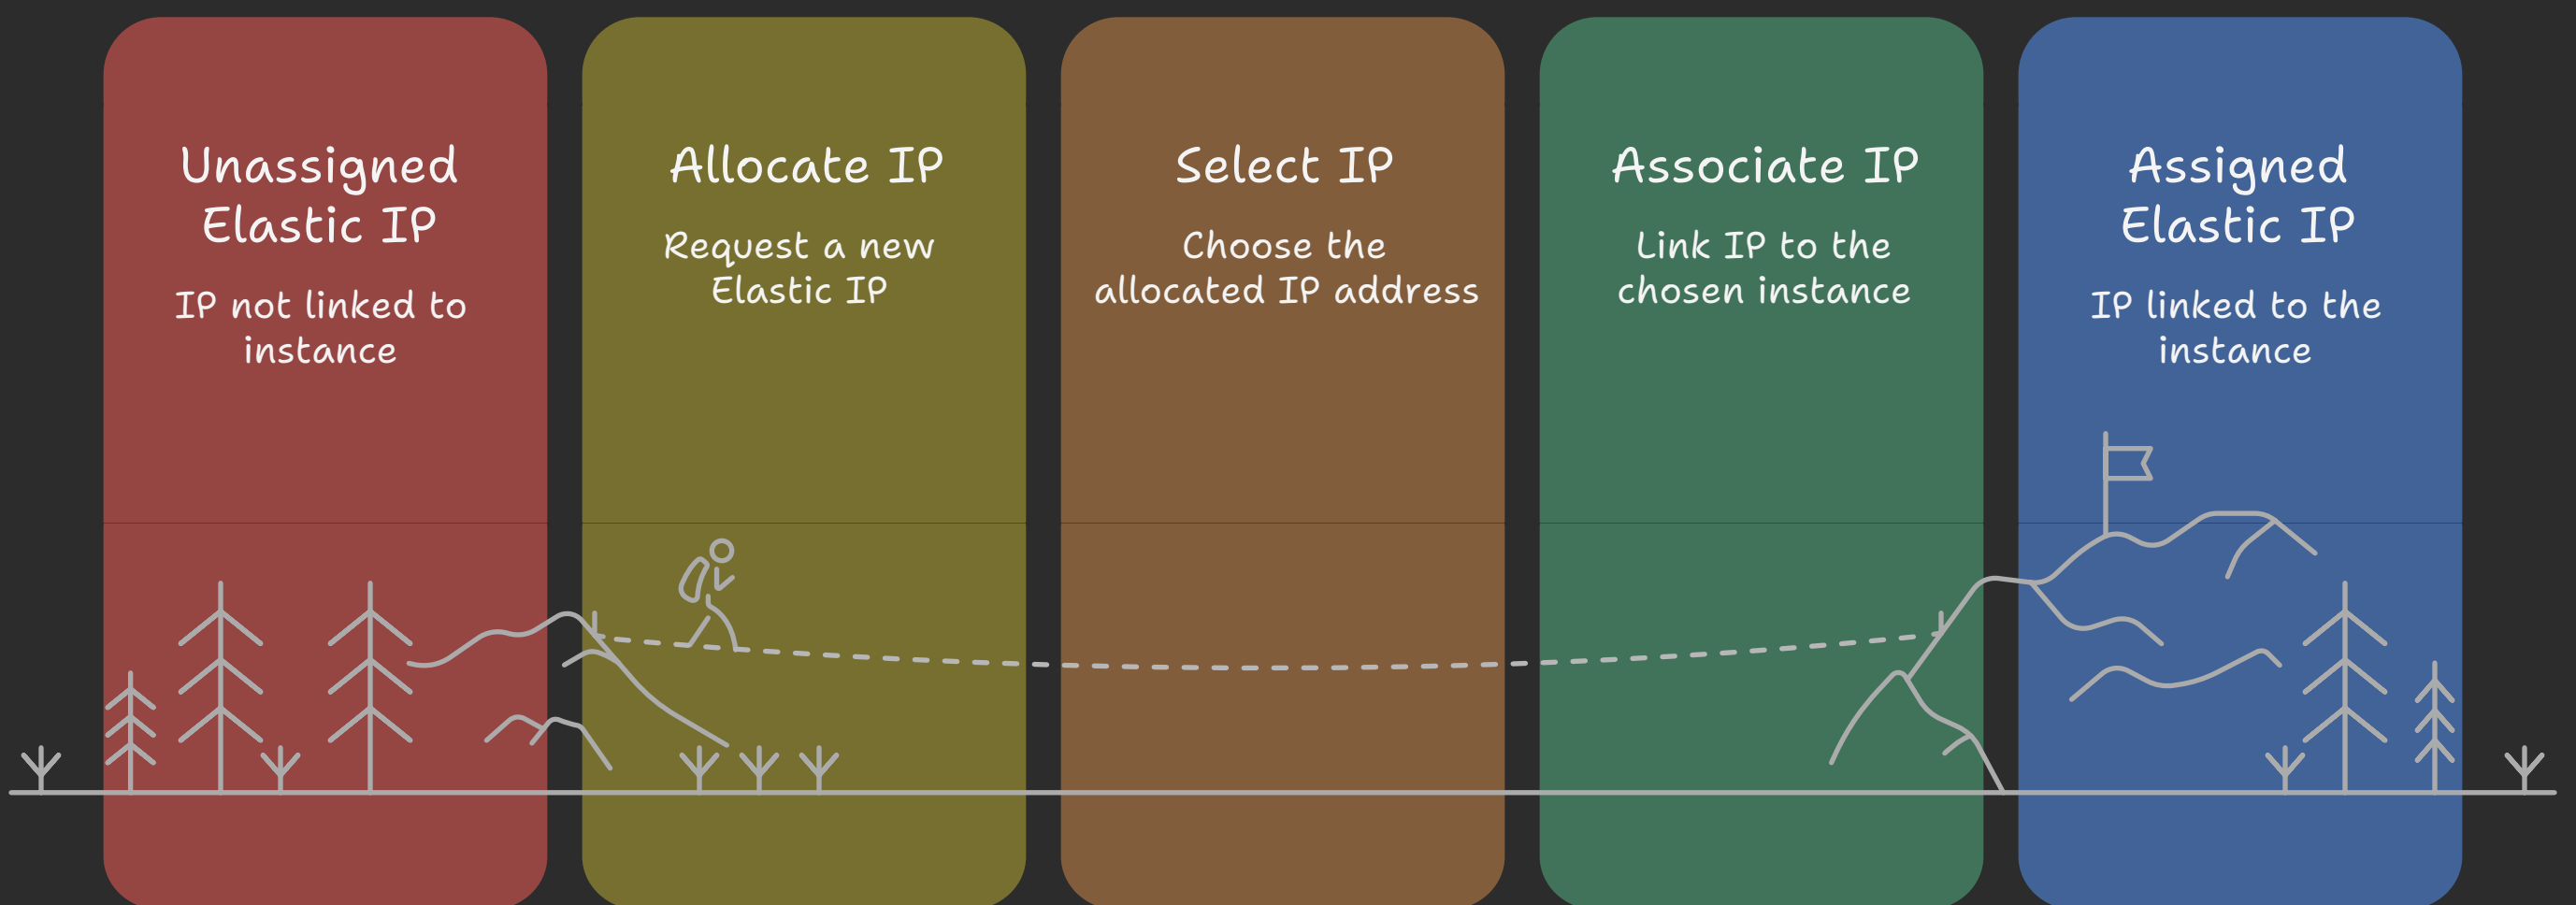 Unassigned
Elastic IP
IP not linked to
instance
Allocate IP
Request a new
Elastic IP
Select IP
Choose the
allocated IP address
Associate IP
Link IP to the
chosen instance
Assigned
Elastic IP
IP linked to the
instance